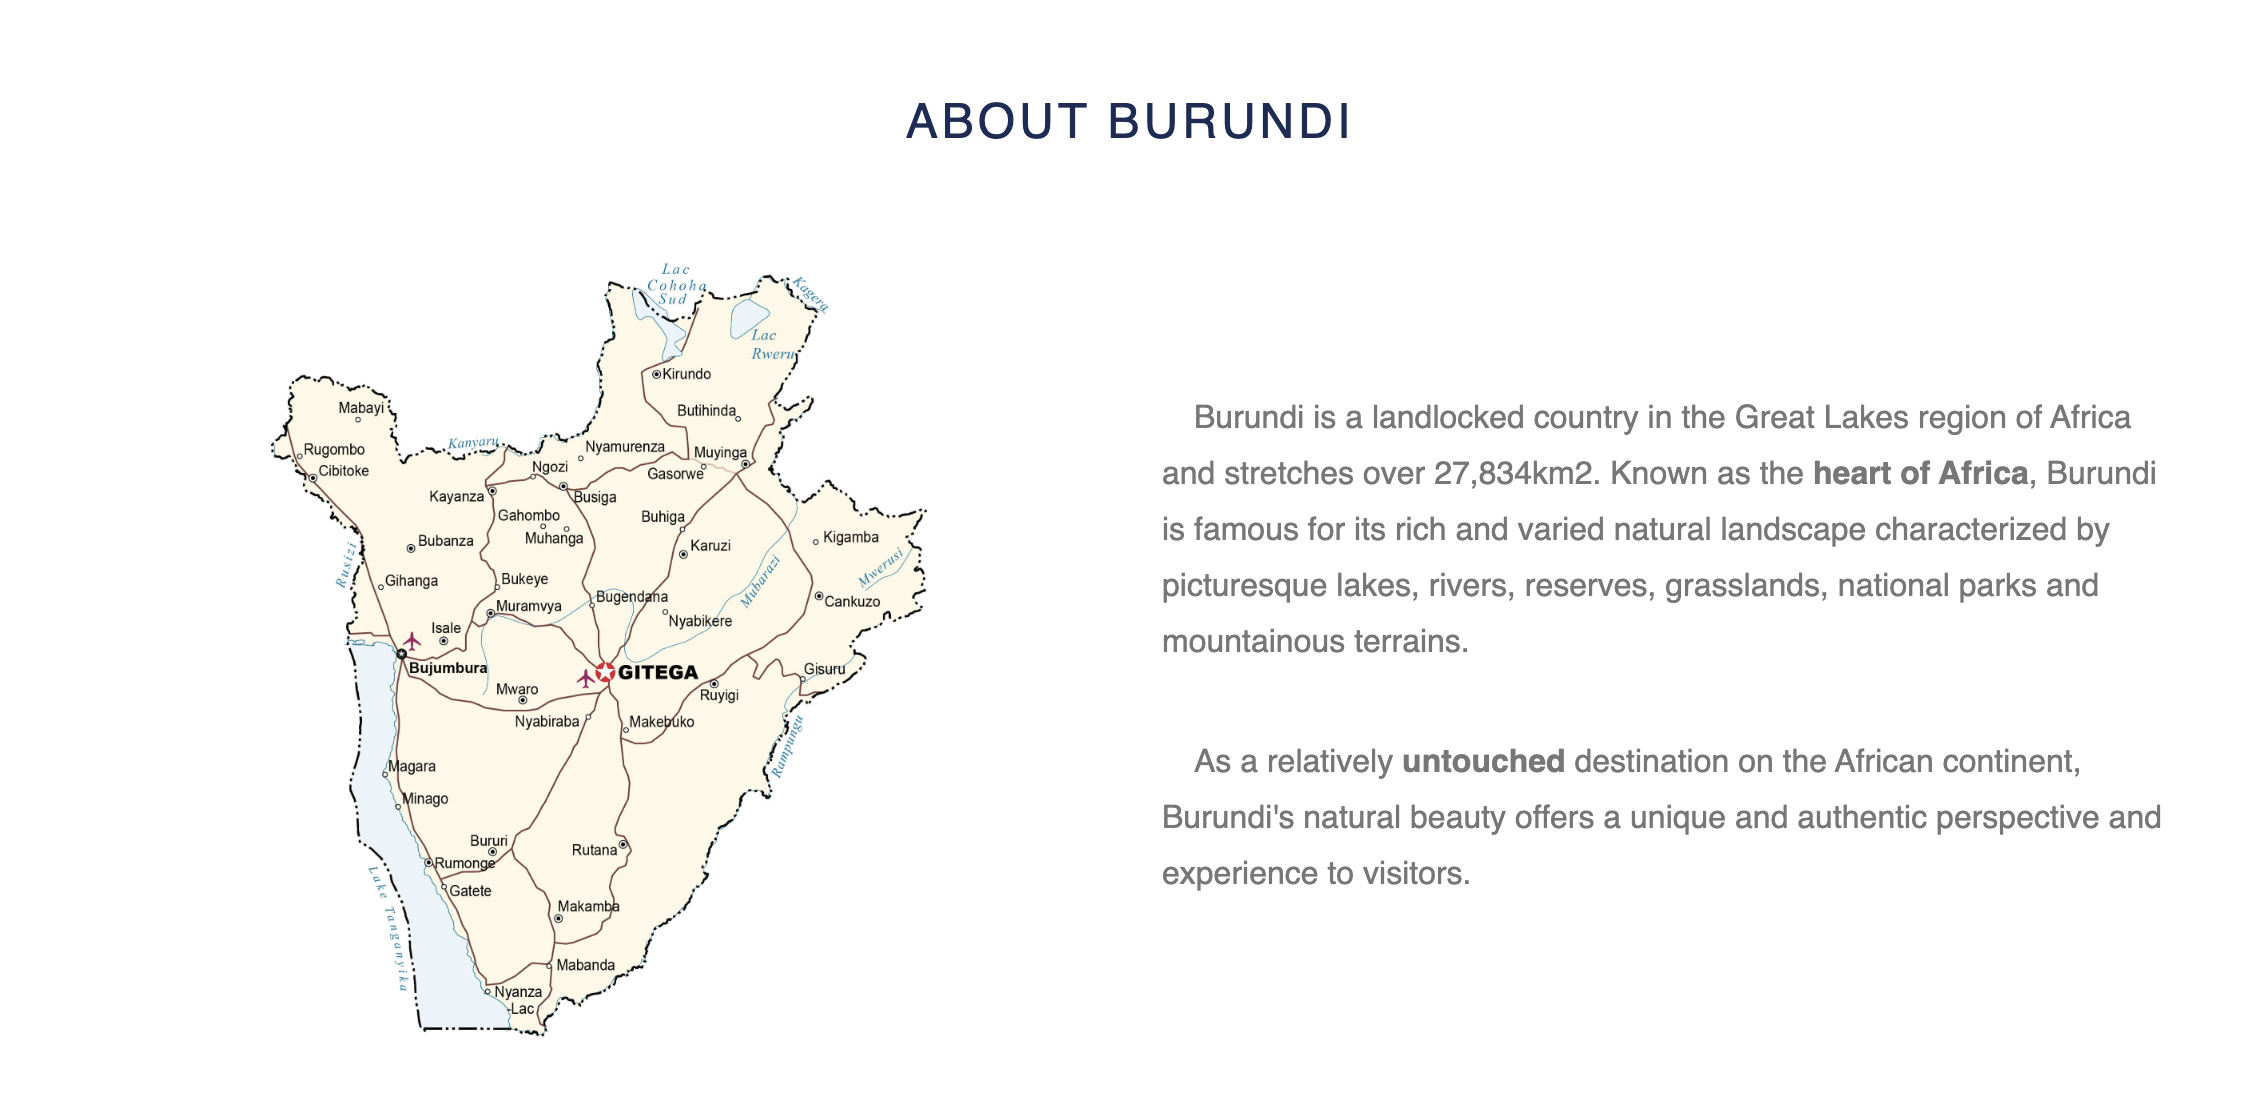 ABOUT BURUNDI
Lac
Cohoha
Sud
Kagera
Lac
Rweru
Kirundo
Mabayi
Butihinda
Kanyaru
Nyamurenza
Rugombo
Muyinga
Cibitoke
Ngozi
Gasorwe
Kayanza
Busiga
Gahombo
Buhiga
Muhanga
Kigamba
Bubanza
Karuzi
Rusizi
Mwerusi
Gihanga
Bukeye
Mubarazi
Muramvya
Bugendana
Cankuzo
Nyabikere
Isale
Bujumbura
GITEGA
Gisuru
Mwaro
Ruyigi
Nyabiraba
Makebuko
Rampungu
Magara
Minago
Bururi
Rutana
Rumonge
Gatete
Lake Tanganyika
Makamba
Mabanda
Nyanza
-Lac
Burundi is a landlocked country in the Great Lakes region of Africa
and stretches over 27,834km2. Known as the heart of Africa, Burundi
is famous for its rich and varied natural landscape characterized by
picturesque lakes, rivers, reserves, grasslands, national parks and
mountainous terrains.
As a relatively untouched destination on the African continent,
Burundi's natural beauty offers a unique and authentic perspective and
experience to visitors.